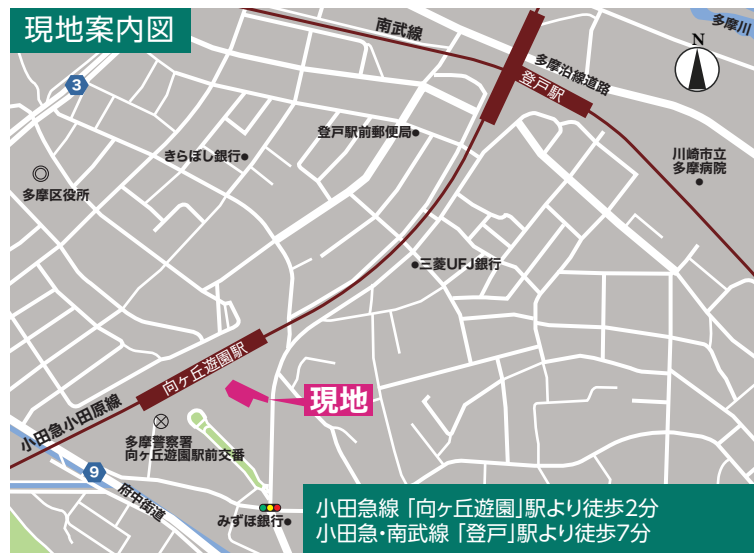 現地案内図
多摩川
N
南武線
多摩沿線道路
登戸駅
3
登戸駅前郵便局
きらぼし銀行
川崎市立
多摩病院
多摩区役所
三菱UFJ銀行
向ヶ丘遊園駅
現地
小田急小田原線
多摩警察署
向ヶ丘遊園駅前交番
9
府中街道
みずほ銀行
小田急線「向ヶ丘遊園」駅より徒歩2分
小田急・南武線「登戸」駅より徒歩7分